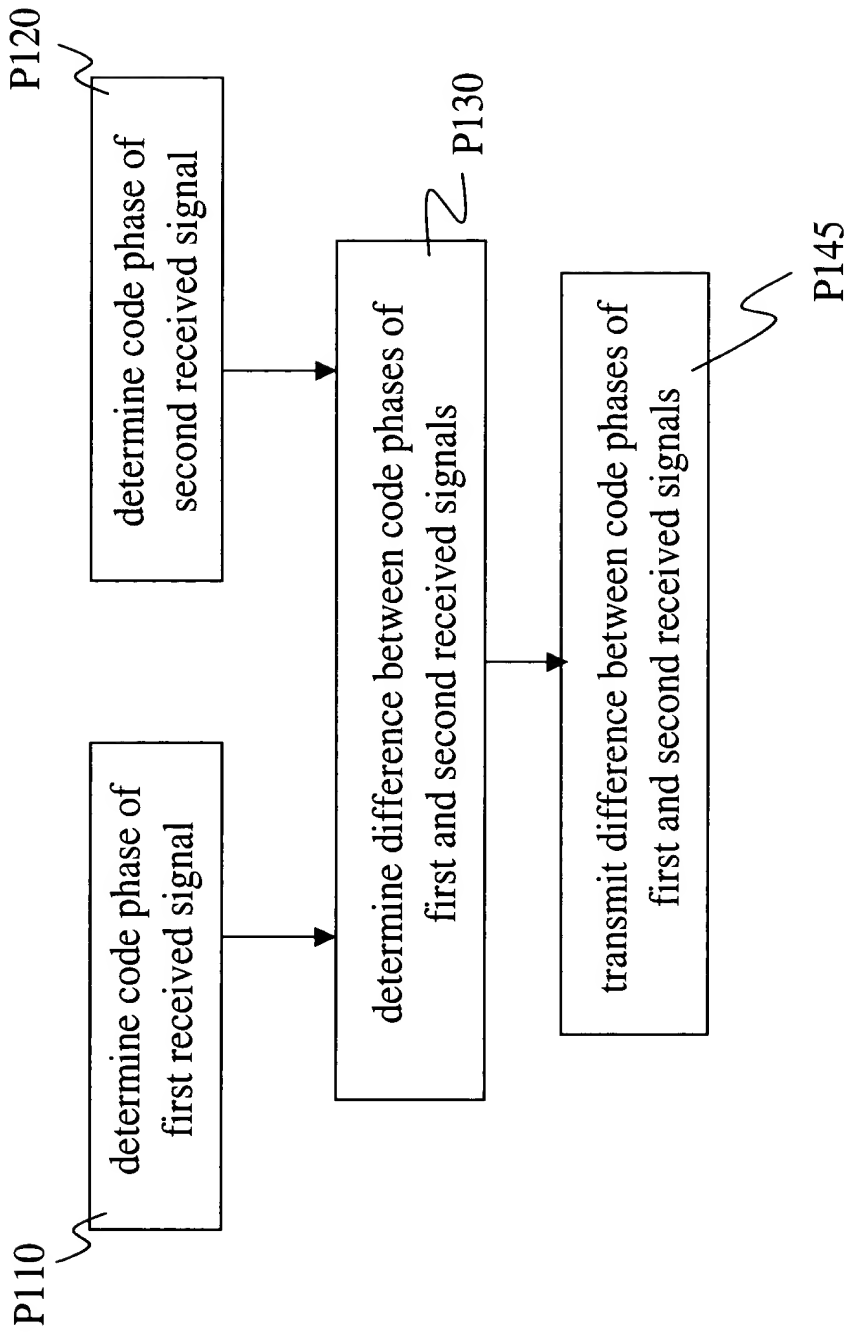 P110
determine code phase of
first received signal
P120
determine code phase of
second received signal
P130
determine difference between code phases of
first and second received signals
P145
transmit difference between code phases of
first and second received signals